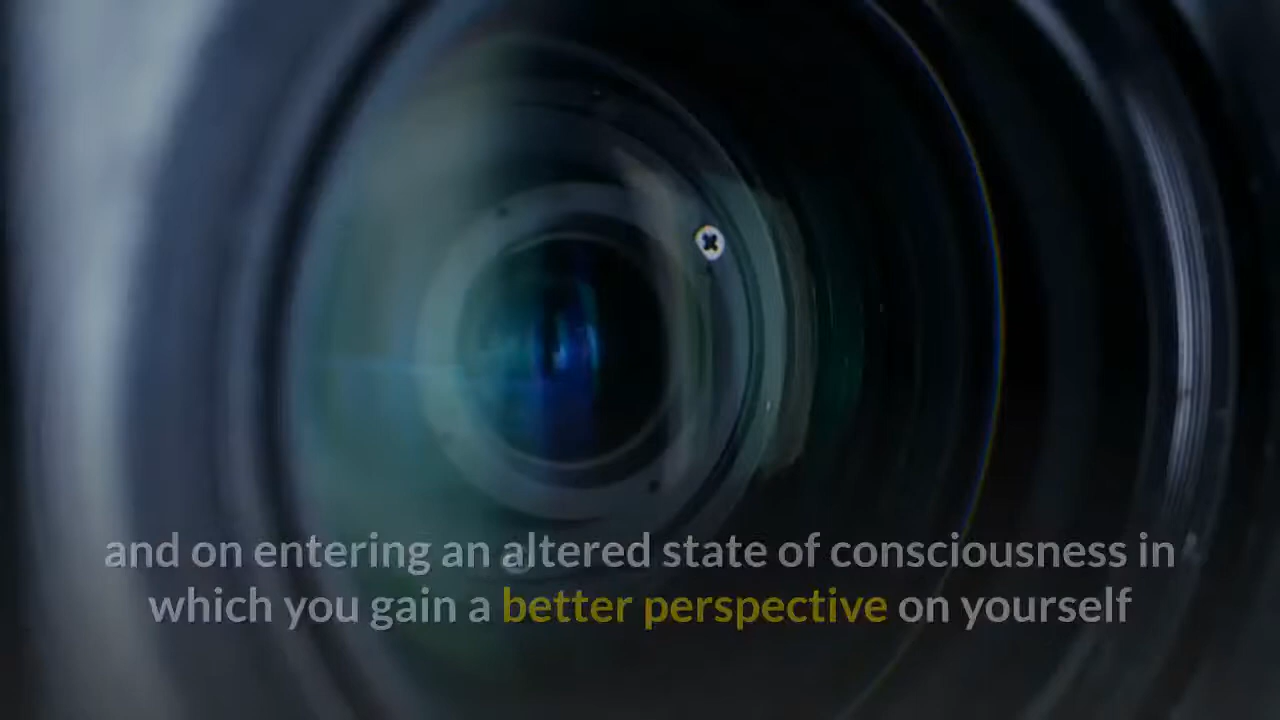 and on entering an altered state of consciousness in
which you gain a better perspective on yourself